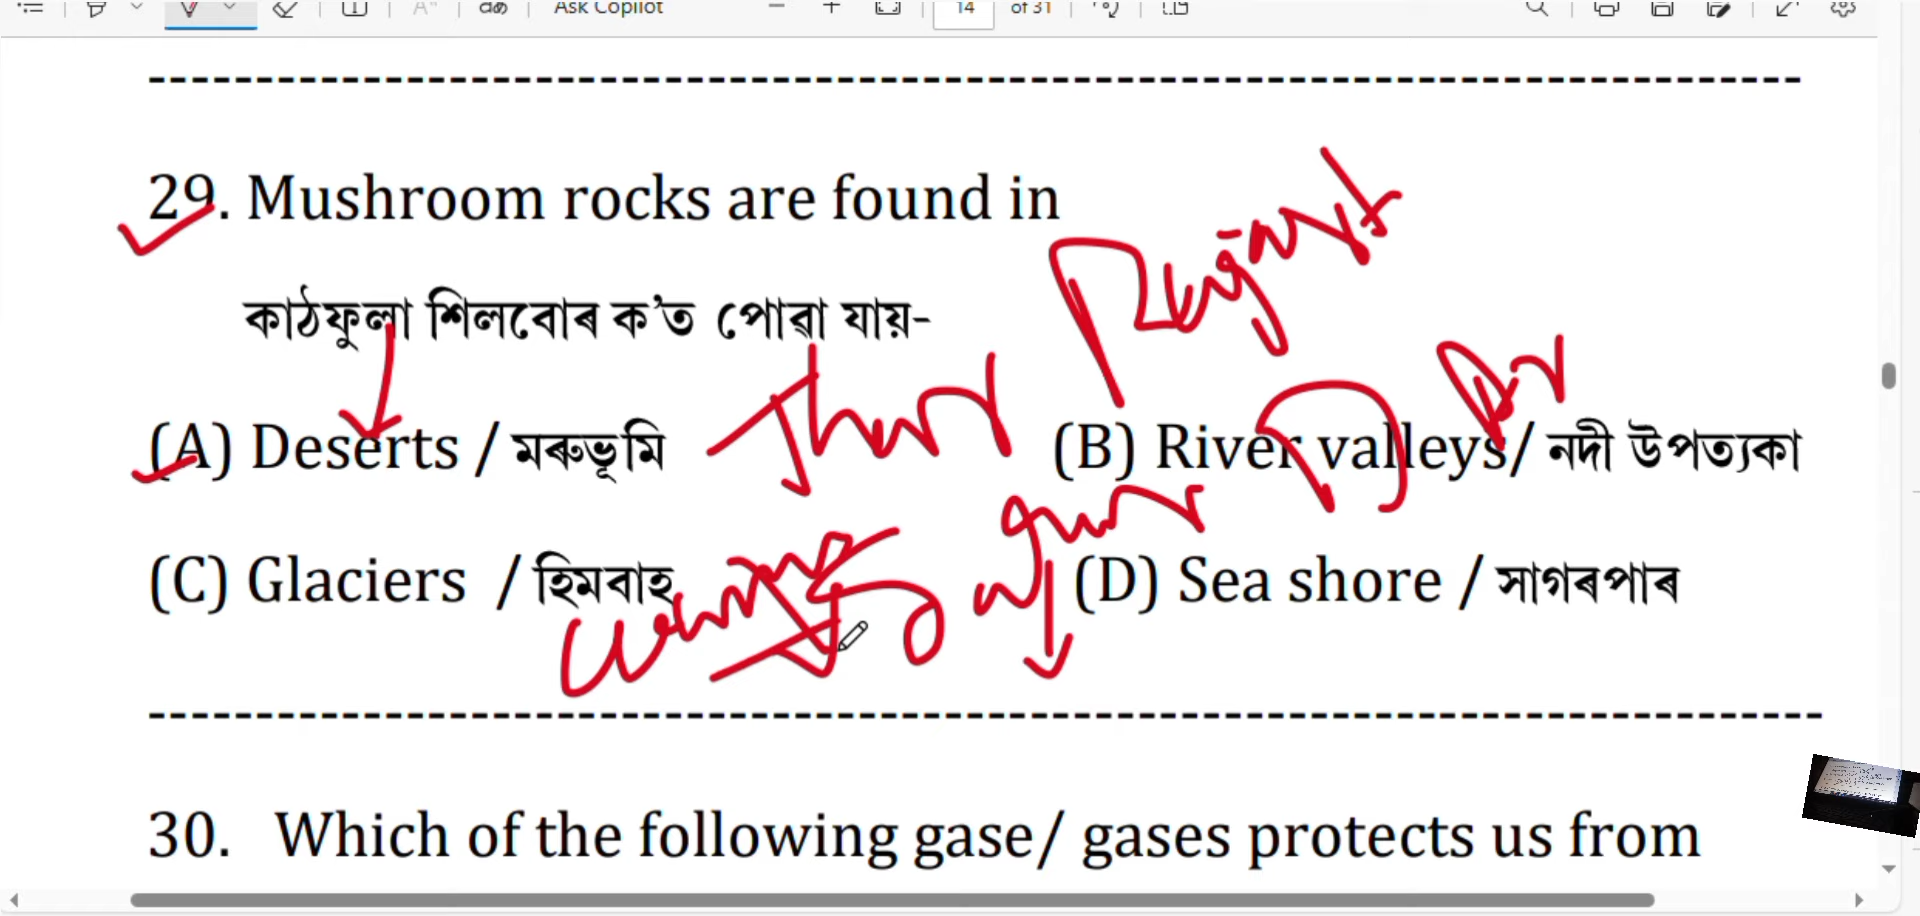 Ask Copilot 14 of 31
29. Mushroom rocks are found in
কাঠফুলা শিলবোৰ ক’ত পোৱা যায়-
(A) Deserts / মৰুভূমি
Thar
(B) River valleys/ নদী উপত্যকা
(C) Glaciers / হিমবাহ
(D) Sea shore / সাগৰপাৰ
30. Which of the following gase/ gases protects us from